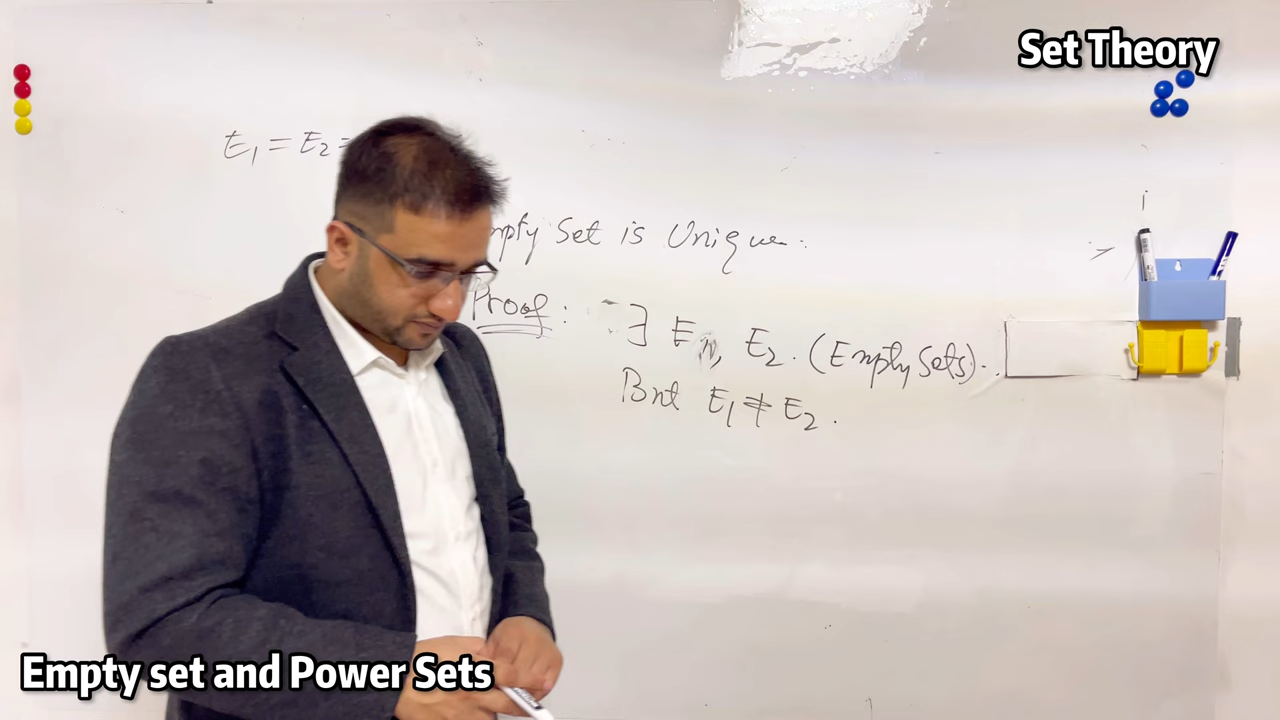 Set Theory
E₁ = E₂ =
mpty Set is Unique.
Proof: ∃ E₁, E₂. (Empty Sets).
But E₁ ≠ E₂.
Empty set and Power Sets